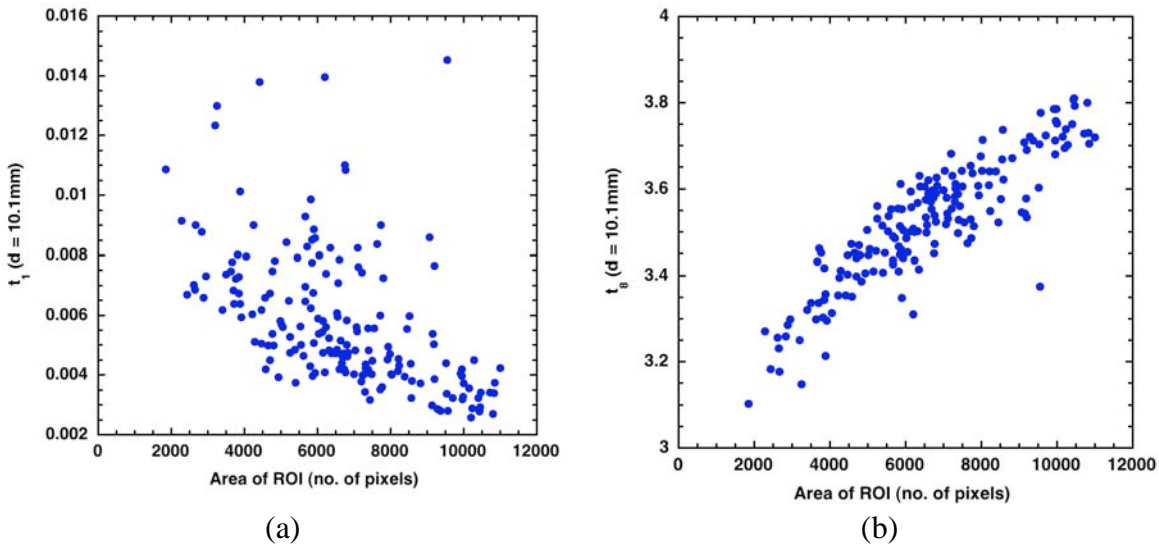 0.016
0.014
0.012
0.01
0.008
0.006
0.004
0.002
t1 (d = 10.1mm)
0 2000 4000 6000 8000 10000 12000
Area of ROI (no. of pixels)
(a)
4
3.8
3.6
3.4
3.2
3
t8 (d = 10.1mm)
0 2000 4000 6000 8000 10000 12000
Area of ROI (no. of pixels)
(b)